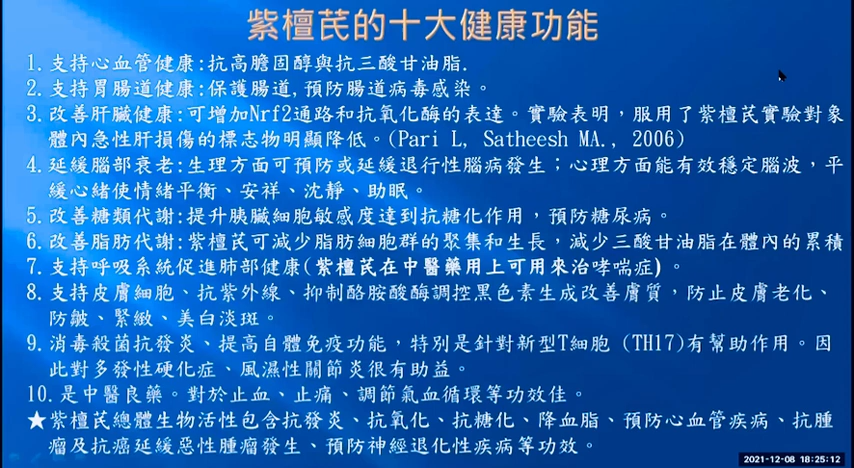 紫檀芪的十大健康功能
1. 支持心血管健康:抗高膽固醇與抗三酸甘油脂.
2. 支持胃腸道健康:保護腸道,預防腸道病毒感染。
3. 改善肝臟健康:可增加Nrf2通路和抗氧化酶的表達。實驗表明，服用了紫檀芪實驗對象
體內急性肝損傷的標志物明顯降低。(Pari L, Satheesh MA., 2006)
4. 延緩腦部衰老:生理方面可預防或延緩退行性腦病發生；心理方面能有效穩定腦波，平
緩心緒使情緒平衡、安祥、沈靜、助眠。
5. 改善糖類代謝:提升胰臟細胞敏感度達到抗糖化作用，預防糖尿病。
6. 改善脂肪代謝:紫檀芪可減少脂肪細胞群的聚集和生長，減少三酸甘油脂在體內的累積
7. 支持呼吸系統促進肺部健康(紫檀芪在中醫藥用上可用來治哮喘症)。
8. 支持皮膚細胞、抗紫外線、抑制酪胺酸酶調控黑色素生成改善膚質，防止皮膚老化、
防皺、緊緻、美白淡斑。
9. 消毒殺菌抗發炎、提高自體免疫功能，特別是針對新型T細胞 (TH17)有幫助作用。因
此對多發性硬化症、風濕性關節炎很有助益。
10. 是中醫良藥。對於止血、止痛、調節氣血循環等功效佳。
★紫檀芪總體生物活性包含抗發炎、抗氧化、抗糖化、降血脂、預防心血管疾病、抗腫
瘤及抗癌延緩惡性腫瘤發生、預防神經退化性疾病等功效。
2021-12-08 18:25:12